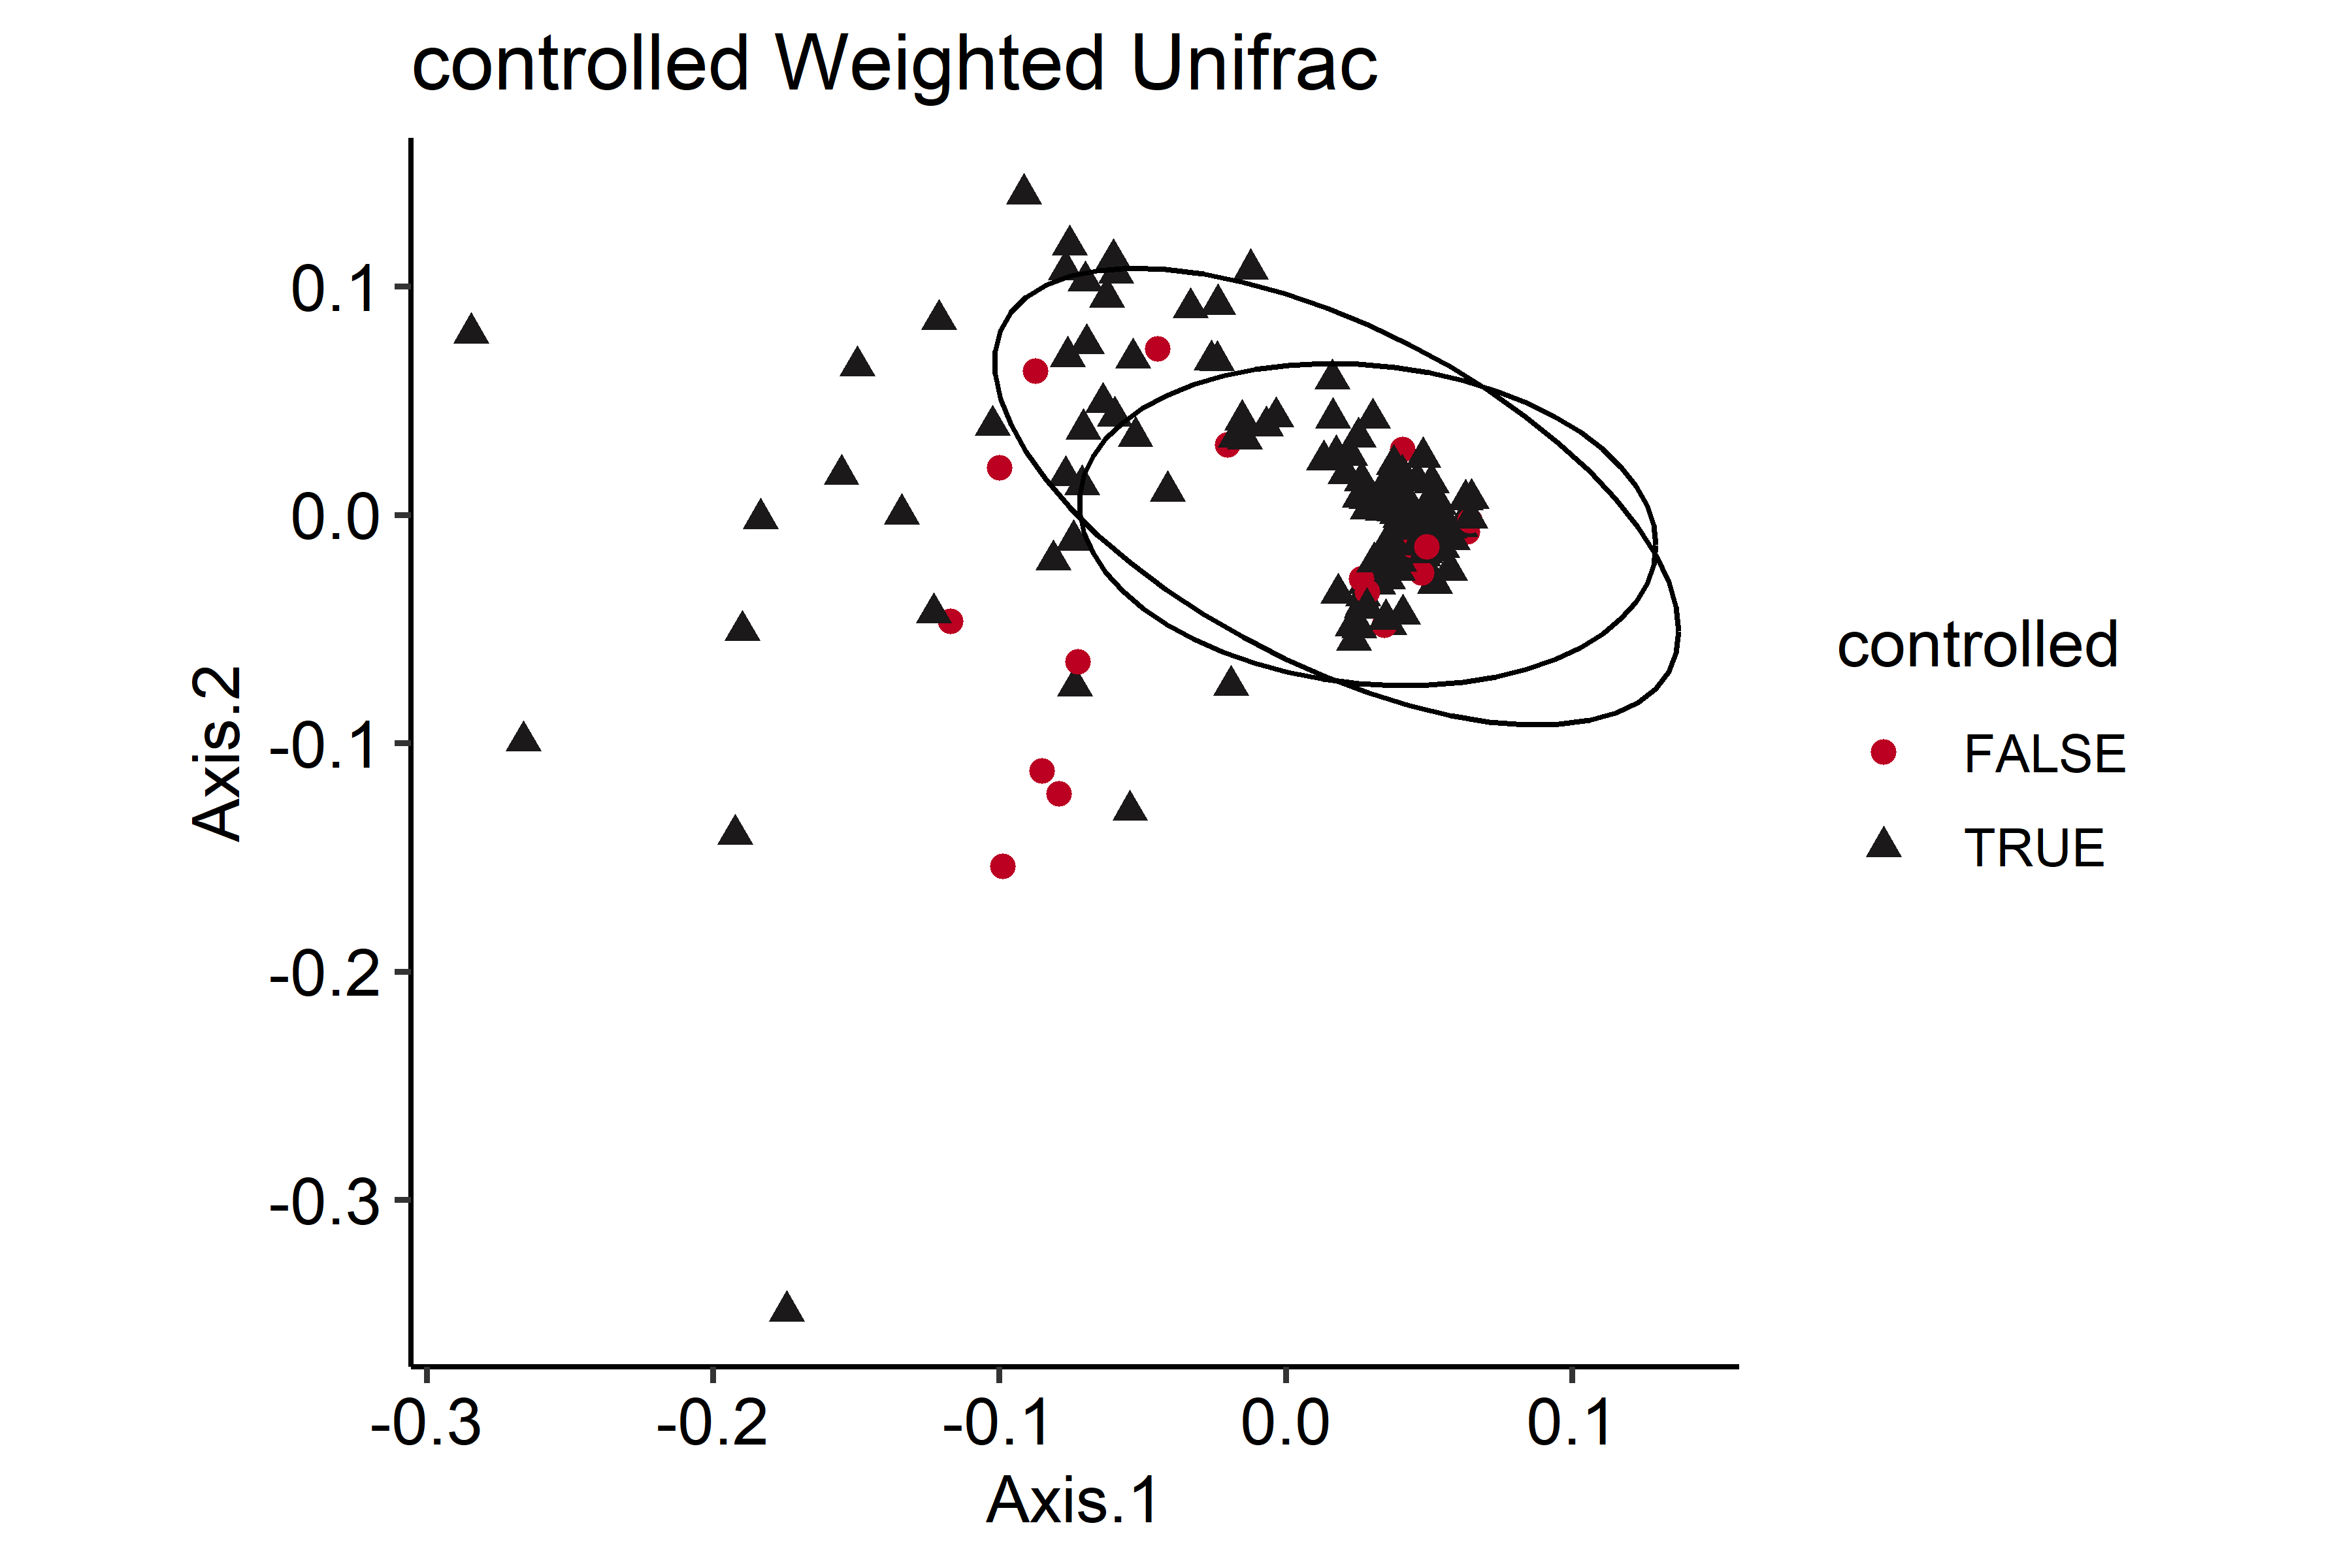 controlled Weighted Unifrac
0.1
0.0
-0.1
-0.2
-0.3
Axis.2
-0.3
-0.2
-0.1
0.0
0.1
Axis.1
controlled
FALSE
TRUE